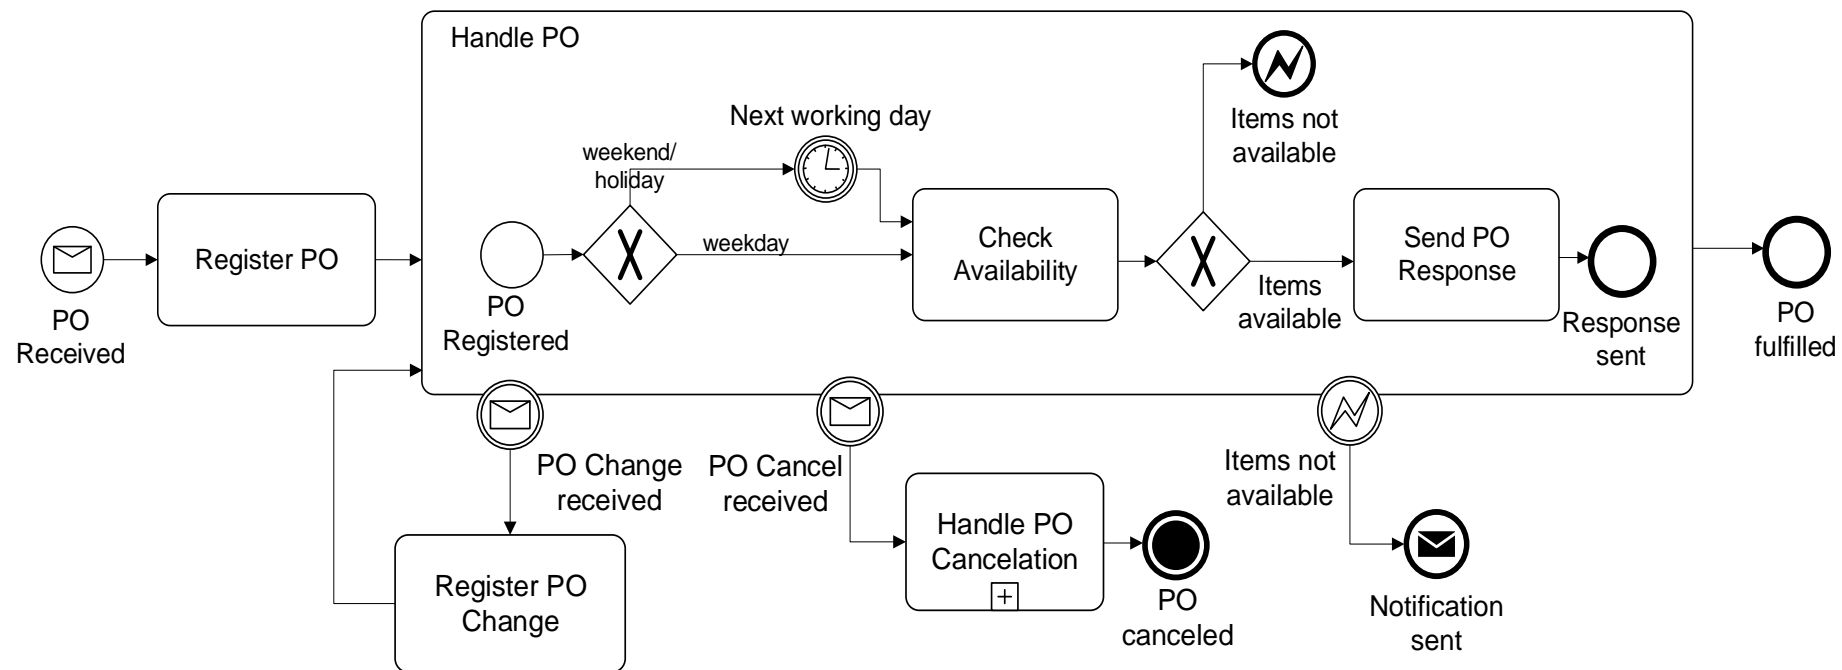 Handle PO
Items not
available
Next working day
weekend/
holiday
weekday
Register PO
Check
Availability
Send PO
Response
Items
available
PO
Received
PO
Registered
Response
sent
PO
fulfilled
PO Change
received
PO Cancel
received
Items not
available
Register PO
Change
Handle PO
Cancelation
PO
canceled
Notification
sent